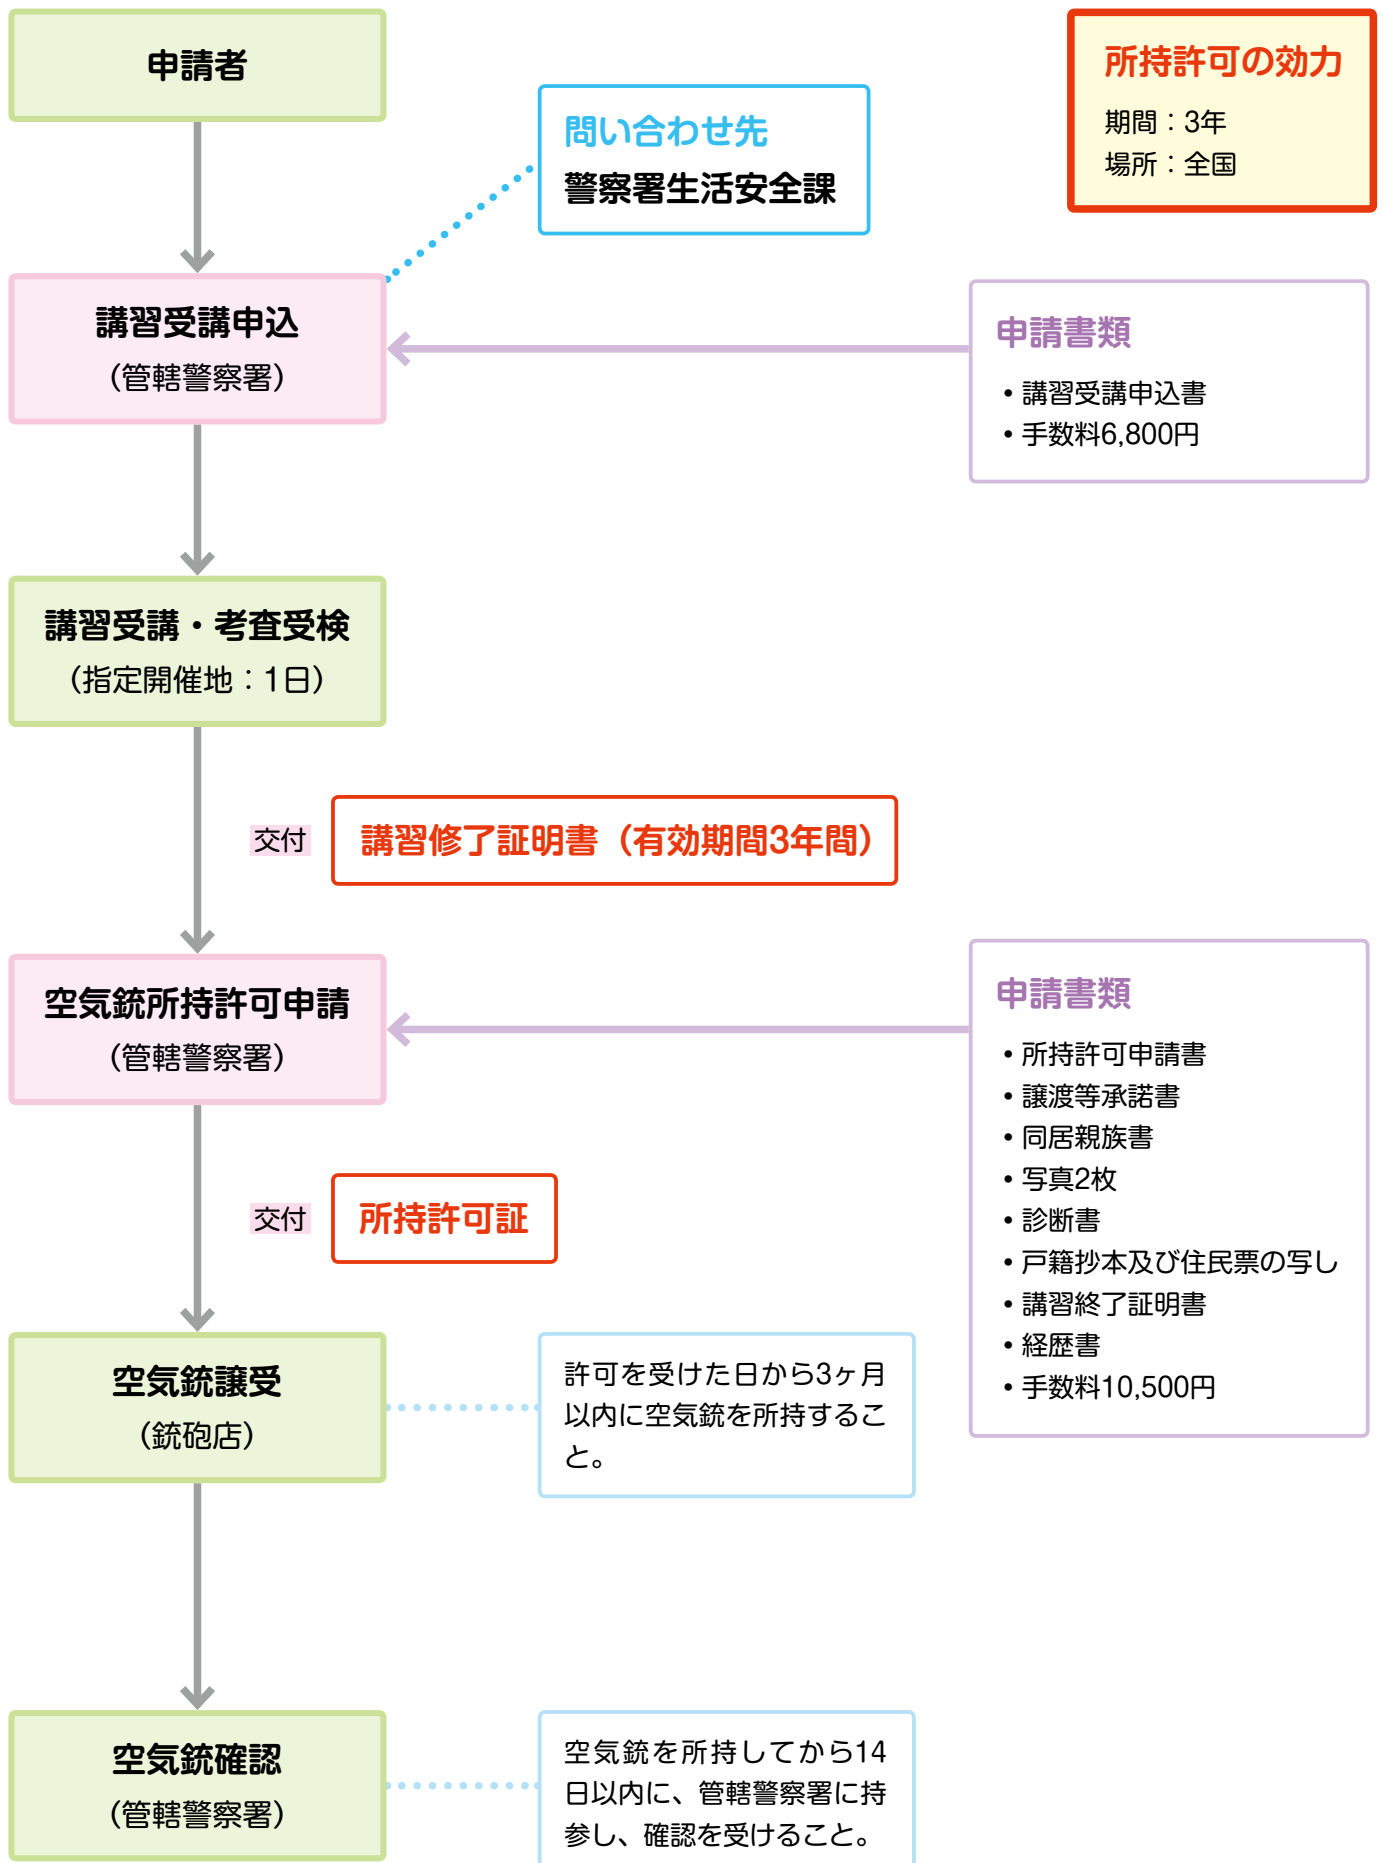 申請者
所持許可の効力
期間：3年
場所：全国
問い合わせ先
警察署生活安全課
講習受講申込
（管轄警察署）
申請書類
・講習受講申込書
・手数料6,800円
講習受講・考査受検
（指定開催地：1日）
交付
講習修了証明書（有効期間3年間）
空気銃所持許可申請
（管轄警察署）
申請書類
・所持許可申請書
・譲渡等承諾書
・同居親族書
・写真2枚
・診断書
・戸籍抄本及び住民票の写し
・講習終了証明書
・経歴書
・手数料10,500円
交付
所持許可証
空気銃譲受
（銃砲店）
許可を受けた日から3ヶ月
以内に空気銃を所持するこ
と。
空気銃確認
（管轄警察署）
空気銃を所持してから14
日以内に、管轄警察署に持
参し、確認を受けること。